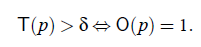 T(p) > δ ⇔ O(p) = 1.